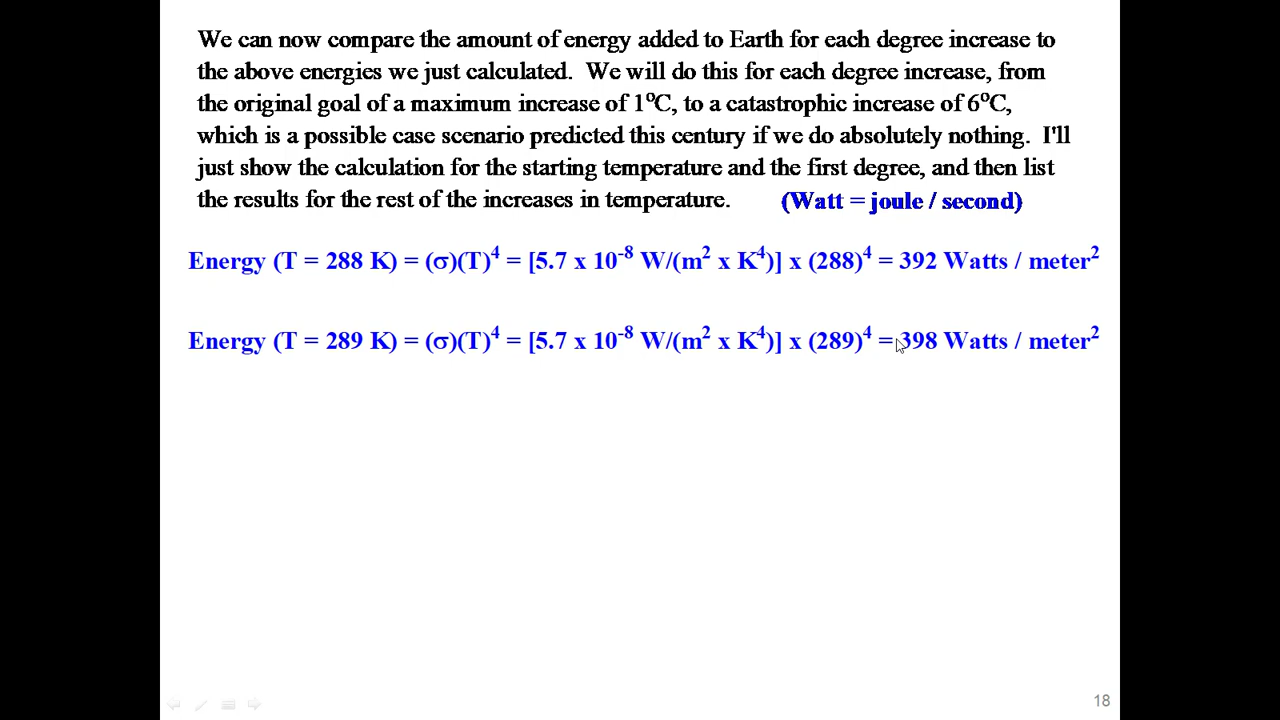 We can now compare the amount of energy added to Earth for each degree increase to
the above energies we just calculated.  We will do this for each degree increase, from
the original goal of a maximum increase of 1⁰C, to a catastrophic increase of 6⁰C,
which is a possible case scenario predicted this century if we do absolutely nothing.  I'll
just show the calculation for the starting temperature and the first degree, and then list
the results for the rest of the increases in temperature.      (Watt = joule / second)
Energy (T = 288 K) = (σ)(T)⁴ = [5.7 x 10⁻⁸ W/(m² x K⁴)] x (288)⁴ = 392 Watts / meter²
Energy (T = 289 K) = (σ)(T)⁴ = [5.7 x 10⁻⁸ W/(m² x K⁴)] x (289)⁴ = 398 Watts / meter²
18